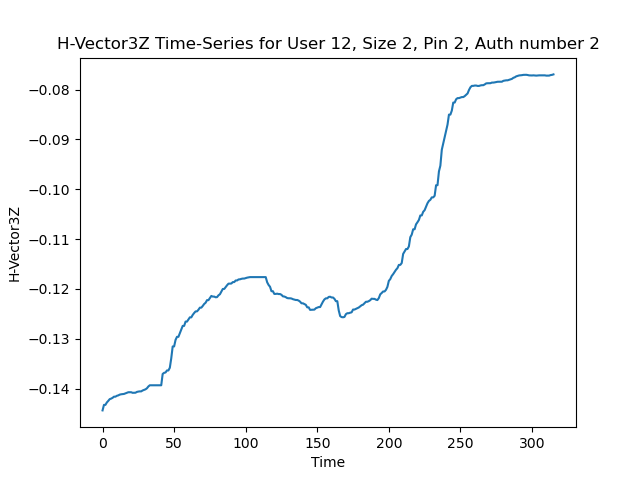 H-Vector3Z Time-Series for User 12, Size 2, Pin 2, Auth number 2
−0.08
−0.09
−0.10
−0.11
−0.12
−0.13
−0.14
H-Vector3Z
0 50 100 150 200 250 300
Time